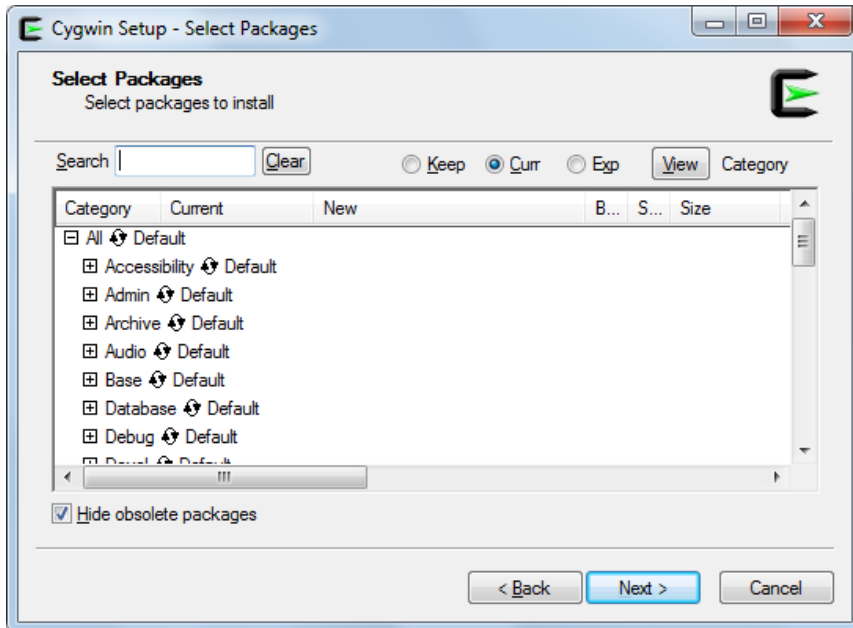 Cygwin Setup - Select Packages
Select Packages
Select packages to install
Search Clear Keep Curr Exp View Category
Category Current New B... S... Size
All Default
Accessibility Default
Admin Default
Archive Default
Audio Default
Base Default
Database Default
Debug Default
Hide obsolete packages
< Back Next > Cancel